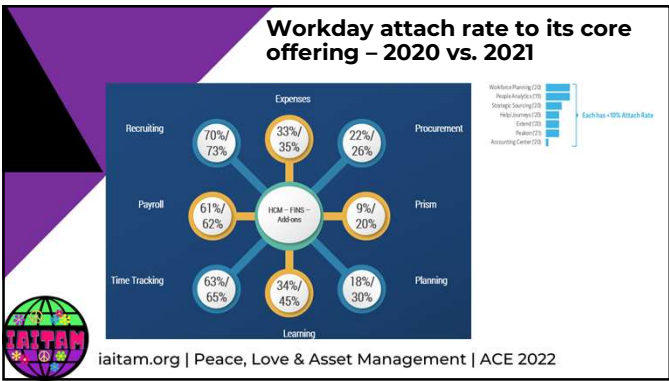 Workday attach rate to its core
offering – 2020 vs. 2021
Expenses
Recruiting
70%/
73%
33%/
35%
22%/
26%
Procurement
Payroll
61%/
62%
HCM – FINS –
Add-ons
9%/
20%
Prism
Time Tracking
63%/
65%
34%/
45%
18%/
30%
Planning
Learning
Workforce Planning ('20)
People Analytics ('19)
Strategic Sourcing ('20)
Help/Journeys ('20)
Extend ('20)
Peakon ('21)
Accounting Center ('20)
Each has <10% Attach Rate
IAITAM
iaitam.org | Peace, Love & Asset Management | ACE 2022